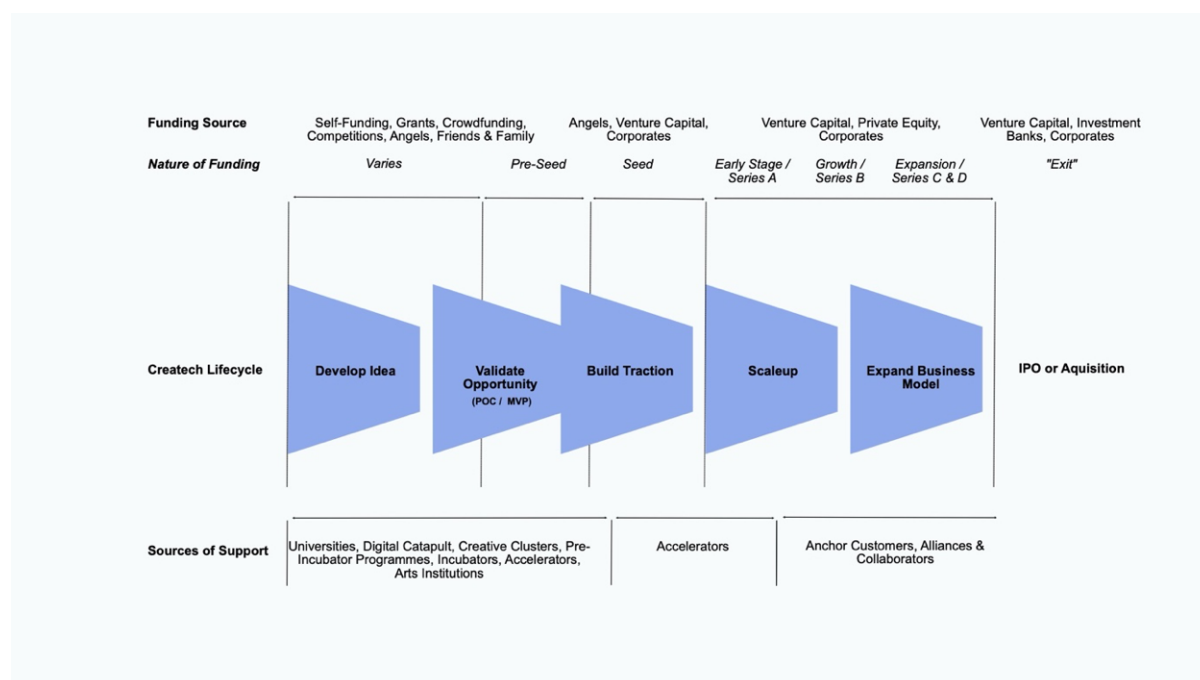 Funding Source
Self-Funding, Grants, Crowdfunding,
Competitions, Angels, Friends & Family
Angels, Venture Capital,
Corporates
Venture Capital, Private Equity,
Corporates
Venture Capital, Investment
Banks, Corporates
Nature of Funding
Varies
Pre-Seed
Seed
Early Stage /
Series A
Growth /
Series B
Expansion /
Series C & D
"Exit"
Createch Lifecycle
Develop Idea
Validate
Opportunity
(POC / MVP)
Build Traction
Scaleup
Expand Business
Model
IPO or Aquisition
Sources of Support
Universities, Digital Catapult, Creative Clusters, Pre-
Incubator Programmes, Incubators, Accelerators,
Arts Institutions
Accelerators
Anchor Customers, Alliances &
Collaborators